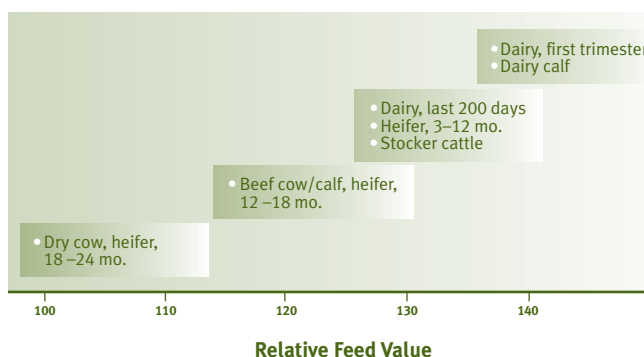 • Dairy, first trimester
• Dairy calf
• Dairy, last 200 days
• Heifer, 3–12 mo.
• Stocker cattle
• Beef cow/calf, heifer,
12 –18 mo.
• Dry cow, heifer,
18 –24 mo.
100 110 120 130 140
Relative Feed Value